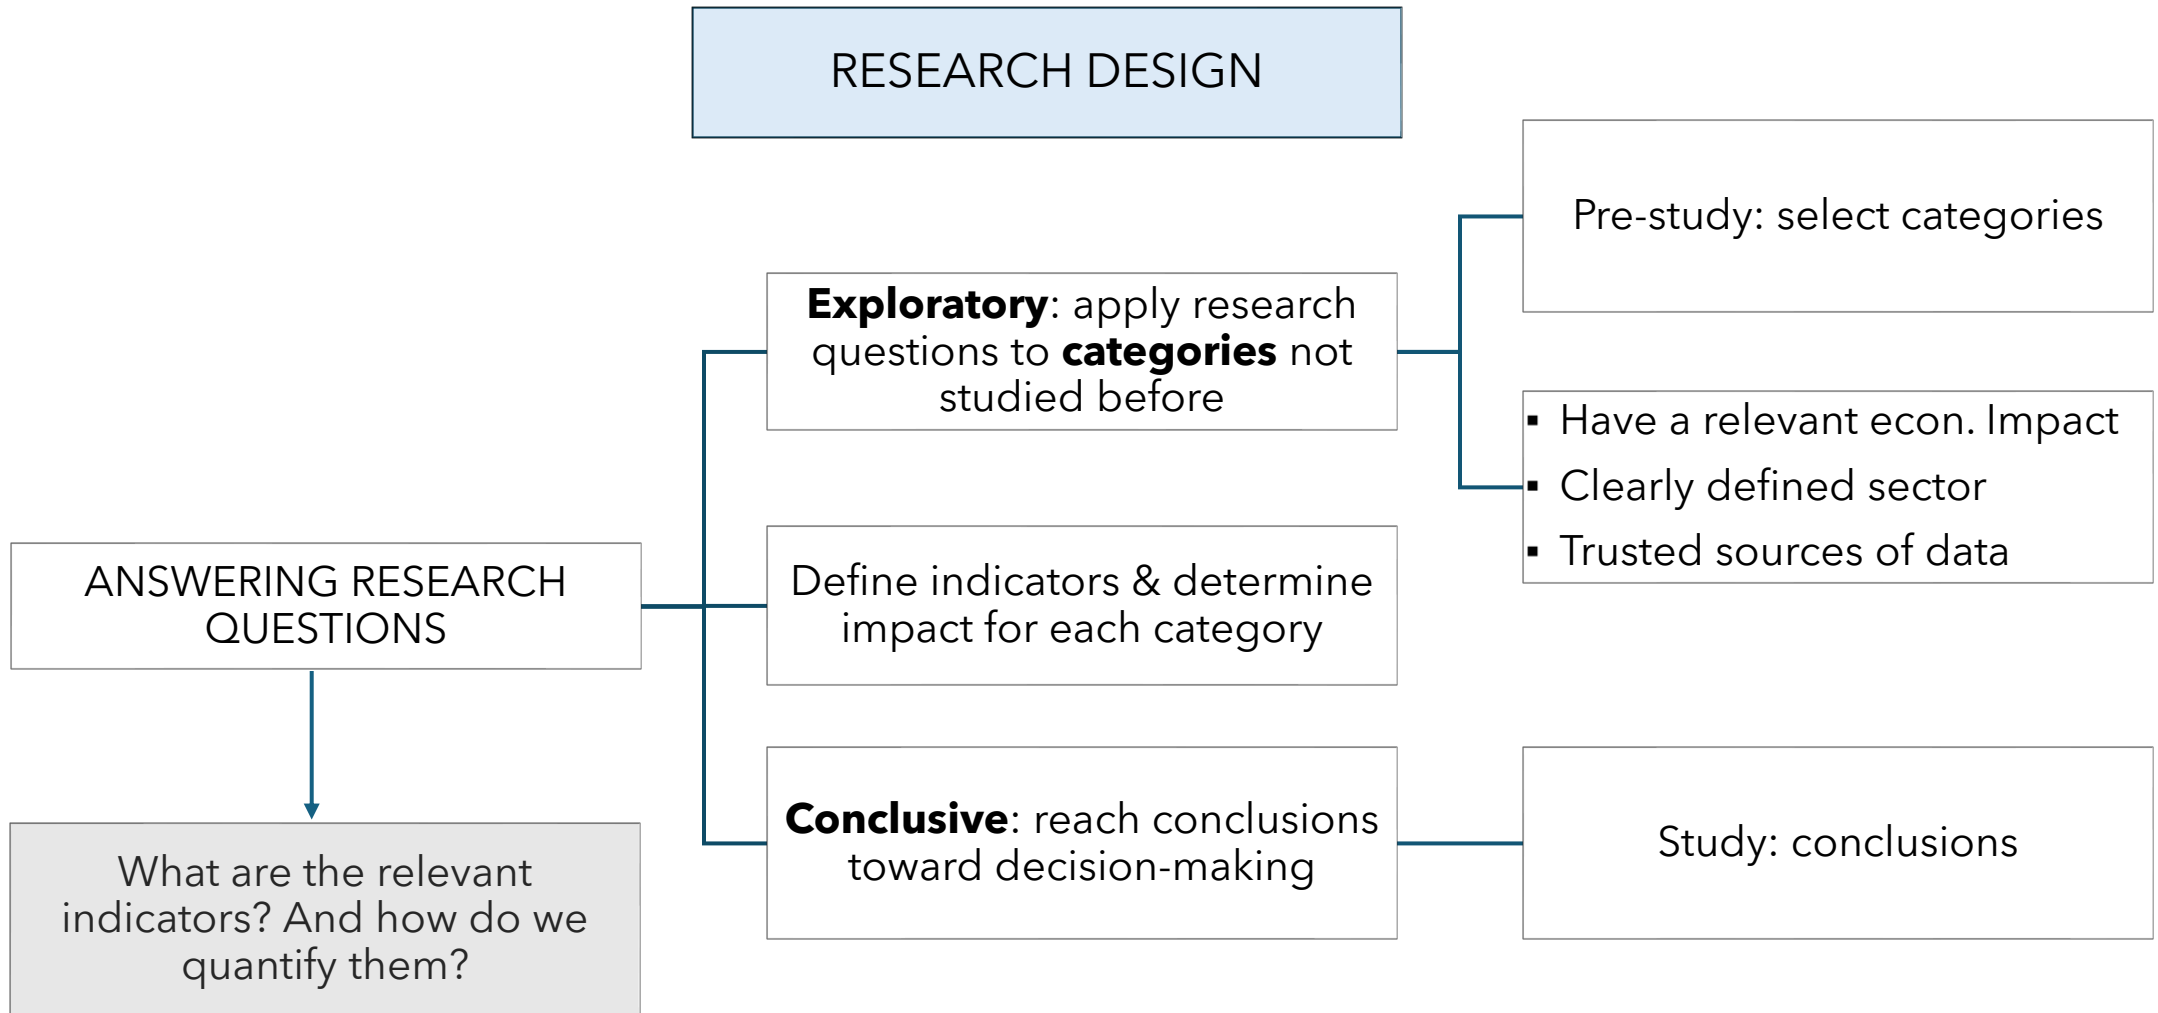 RESEARCH DESIGN
Pre-study: select categories
Exploratory: apply research
questions to categories not
studied before
▪ Have a relevant econ. Impact
▪ Clearly defined sector
▪ Trusted sources of data
ANSWERING RESEARCH
QUESTIONS
Define indicators & determine
impact for each category
What are the relevant
indicators? And how do we
quantify them?
Conclusive: reach conclusions
toward decision-making
Study: conclusions